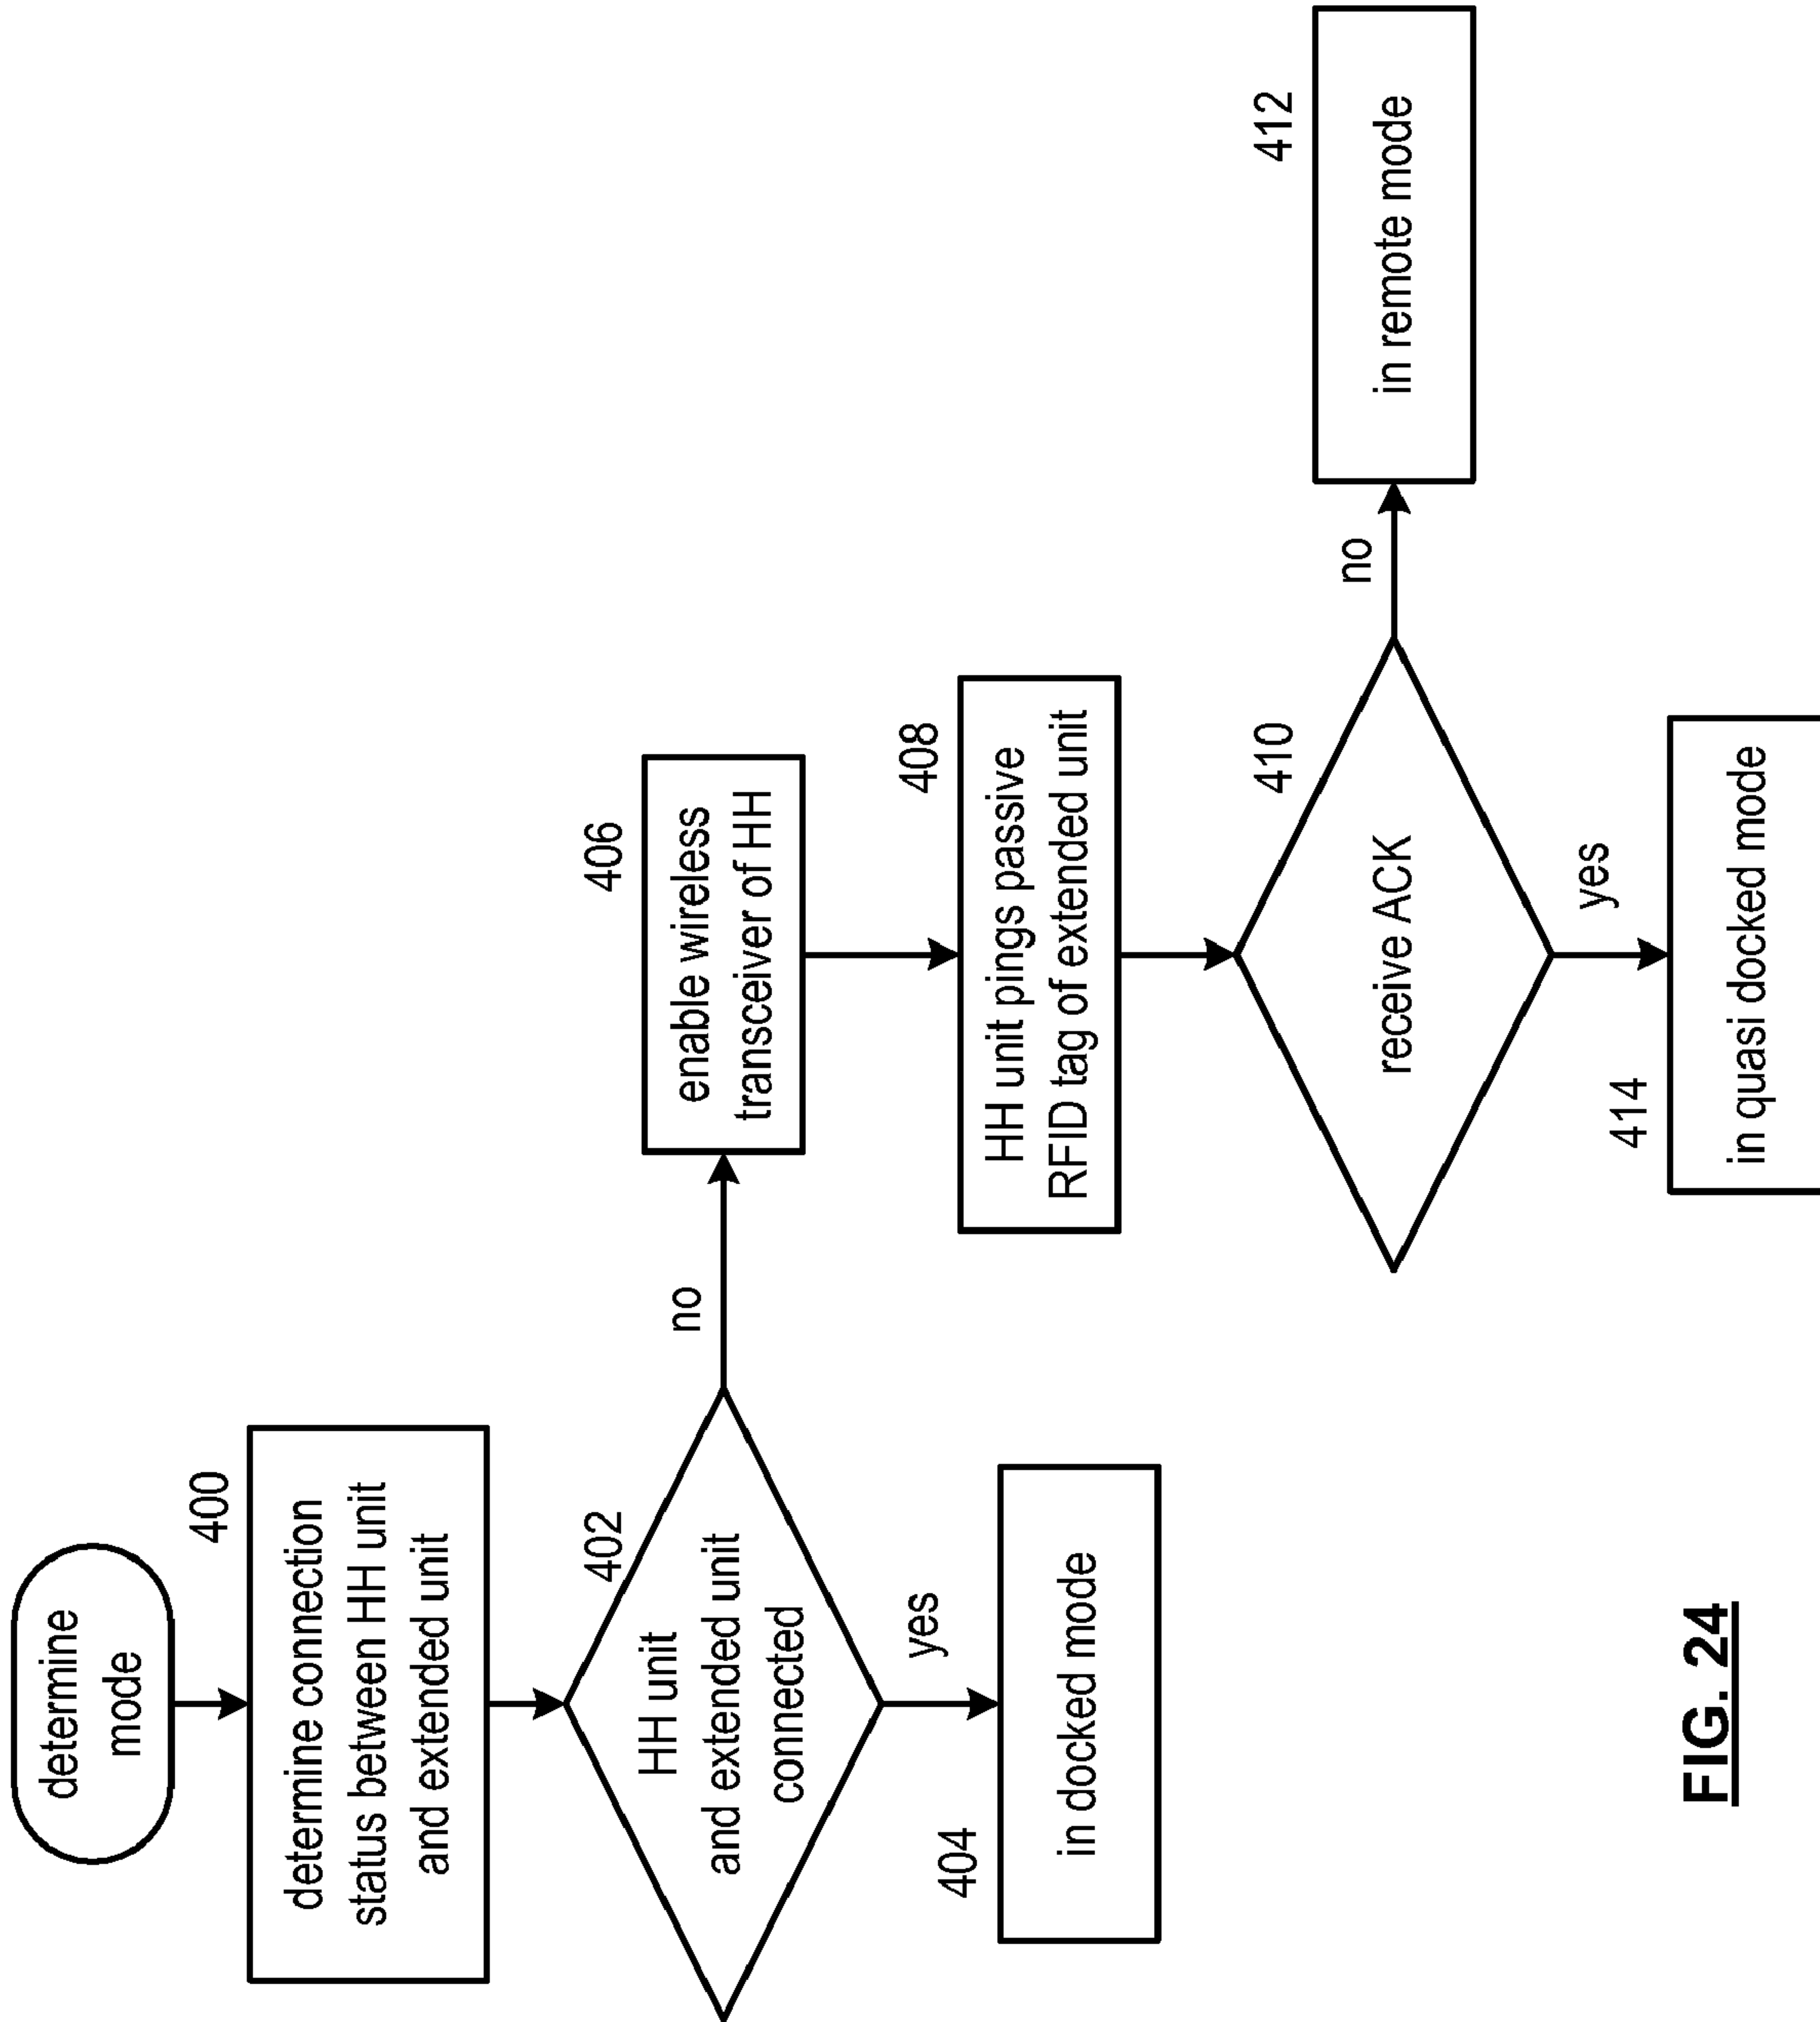 determine
mode
400
determine connection
status between HH unit
and extended unit
402
HH unit
and extended unit
connected
no
yes
404
in docked mode
406
enable wireless
transceiver of HH
408
HH unit pings passive
RFID tag of extended unit
410
receive ACK
no
412
in remote mode
yes
414
in quasi docked mode
FIG. 24